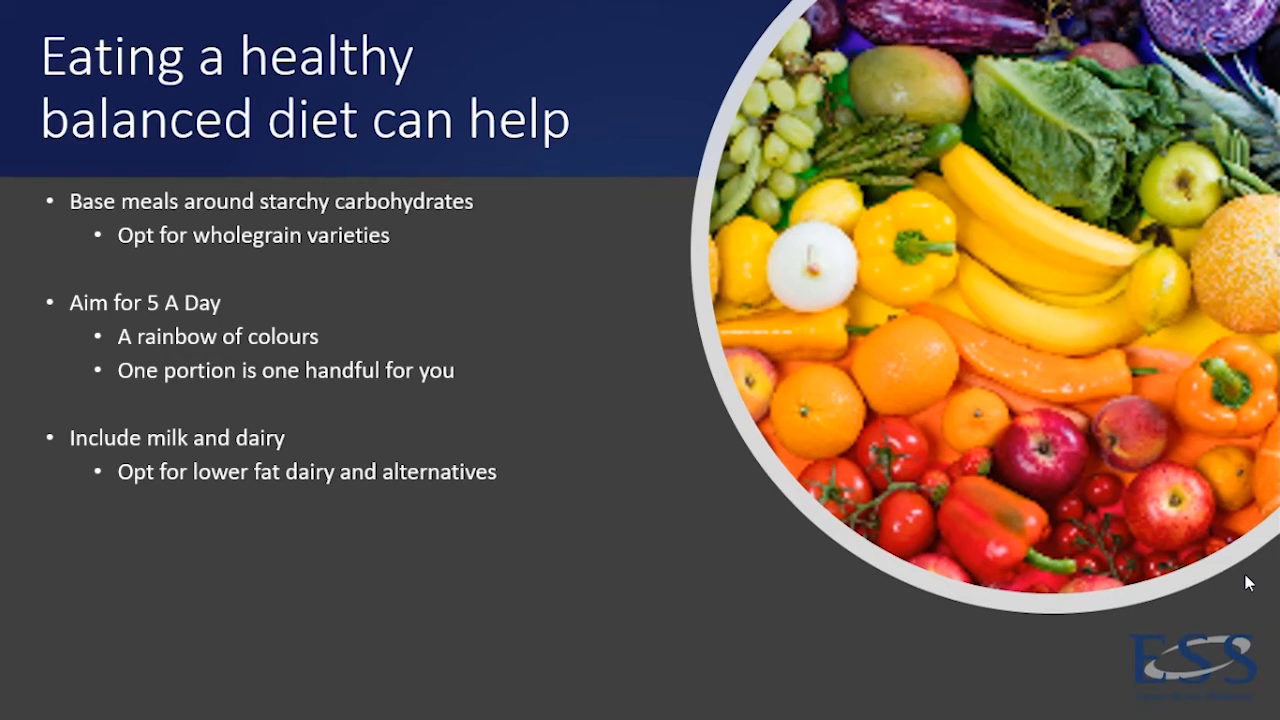 Eating a healthy
balanced diet can help
• Base meals around starchy carbohydrates
• Opt for wholegrain varieties
• Aim for 5 A Day
• A rainbow of colours
• One portion is one handful for you
• Include milk and dairy
• Opt for lower fat dairy and alternatives
ESS